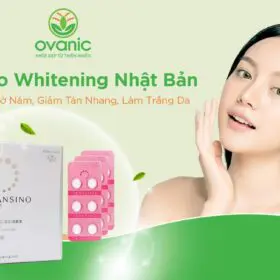 ovanic
KHỎE ĐẸP TỪ THIÊN NHIÊN
o Whitening Nhật Bản
ờ Nám, Giảm Tàn Nhang, Làm Trắng Da
ANSINO